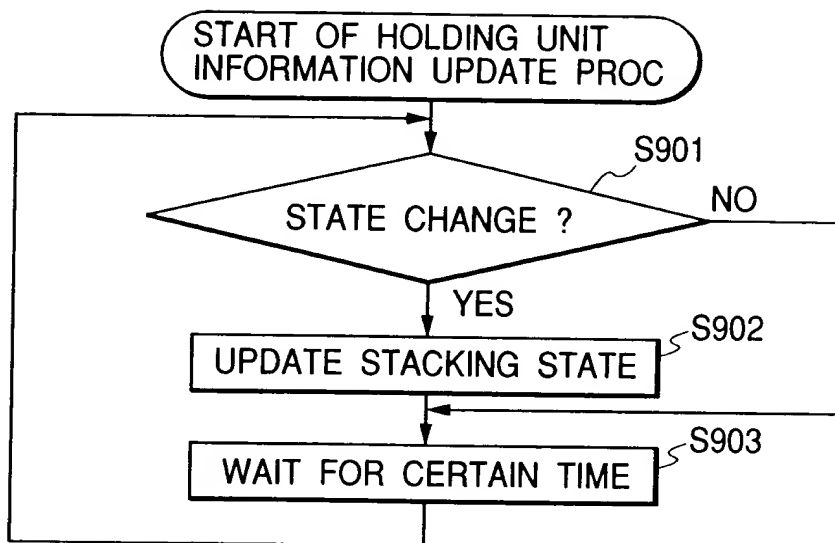 START OF HOLDING UNIT
INFORMATION UPDATE PROC
S901
STATE CHANGE ?
NO
YES
S902
UPDATE STACKING STATE
S903
WAIT FOR CERTAIN TIME